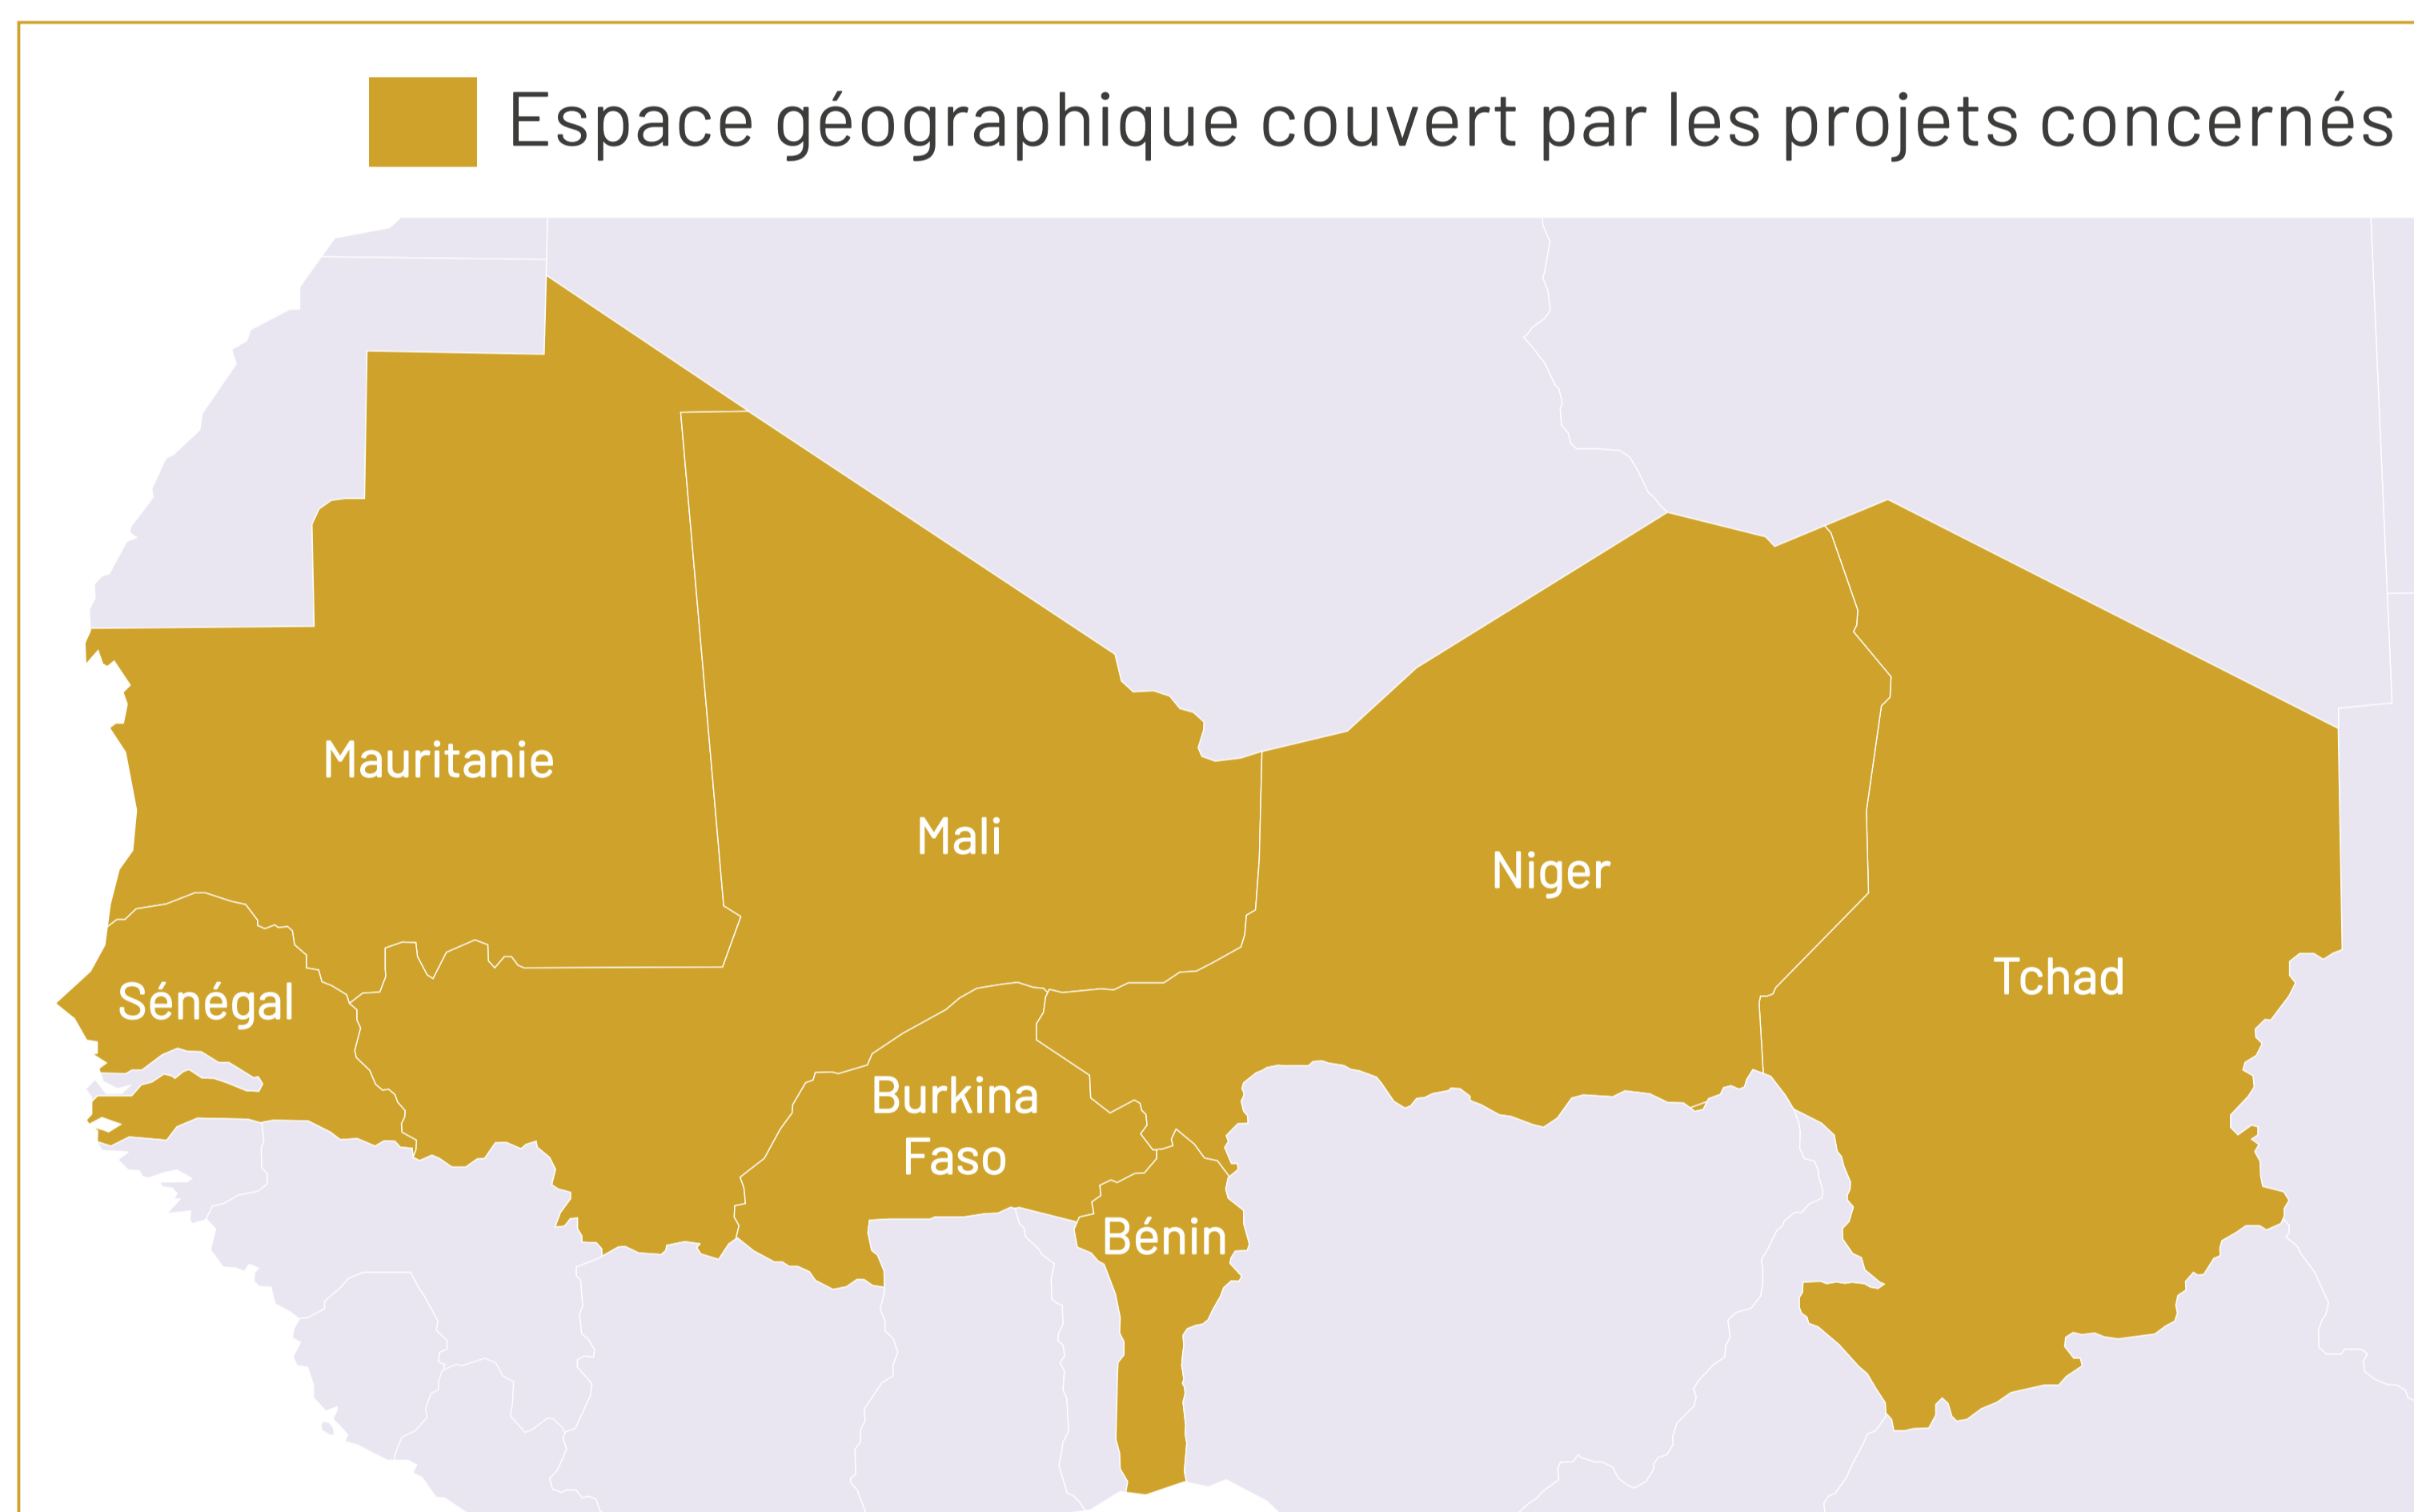 Espace géographique couvert par les projets concernés
Mauritanie
Mali
Niger
Tchad
Sénégal
Burkina
Faso
Bénin